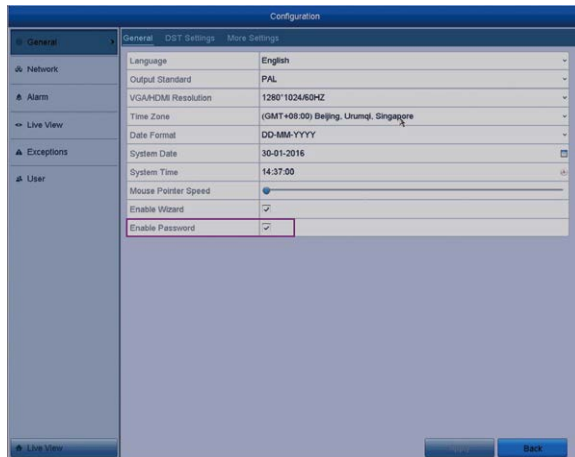 Configuration
General
Network
Alarm
Live View
Exceptions
User
General DST Settings More Settings
Language English
Output Standard PAL
VGA/HDMI Resolution 1280*1024/60HZ
Time Zone (GMT+08:00) Beijing, Urumqi, Singapore
Date Format DD-MM-YYYY
System Date 30-01-2016
System Time 14:37:00
Mouse Pointer Speed
Enable Wizard
Enable Password
Live View
Back